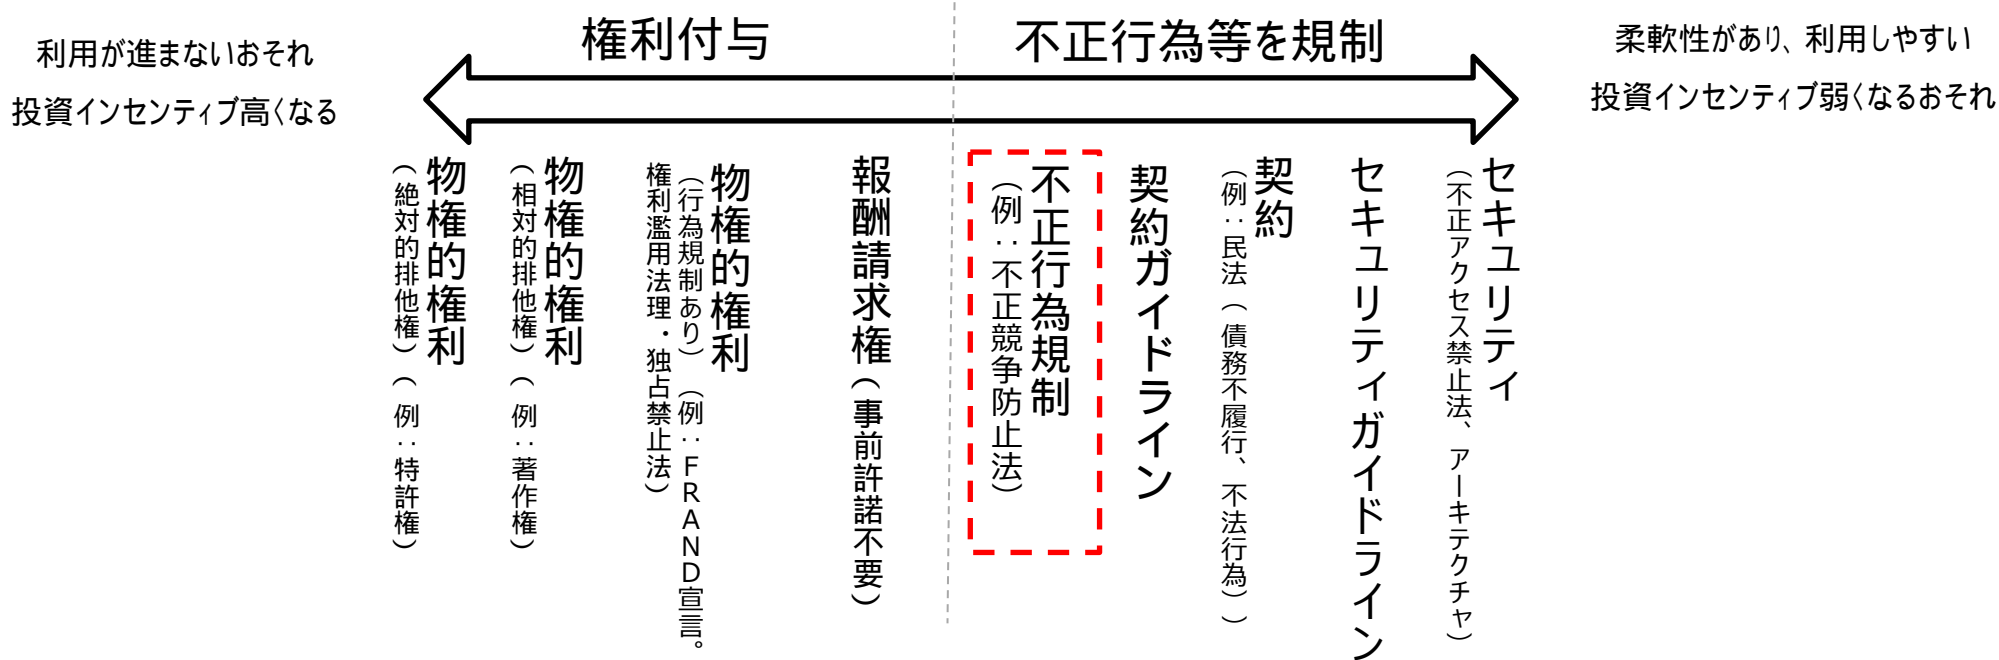 権利付与
不正行為等を規制
利用が進まないおそれ
投資インセンティブ高くなる
柔軟性があり、利用しやすい
投資インセンティブ弱くなるおそれ
物権的権利
（絶対的排他権）（例：特許権）
物権的権利
（相対的排他権）（例：著作権）
物権的権利
（行為規制あり）（例：ＦＲＡＮＤ宣言。
権利濫用法理・独占禁止法）
報酬請求権（事前許諾不要）
不正行為規制
（例：不正競争防止法）
契約ガイドライン
契約
（例：民法（債務不履行、不法行為））
セキュリティガイドライン
セキュリティ
（不正アクセス禁止法、アーキテクチャ）